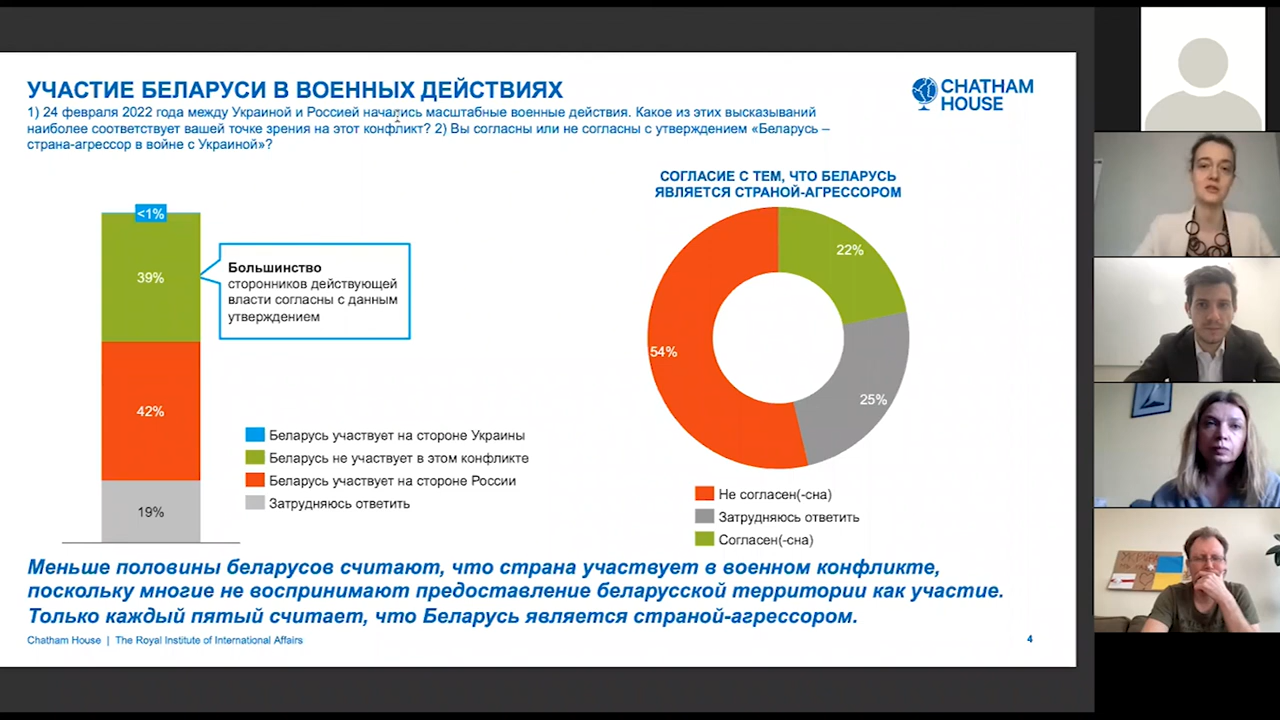 УЧАСТИЕ БЕЛАРУСИ В ВОЕННЫХ ДЕЙСТВИЯХ
1) 24 февраля 2022 года между Украиной и Россией начались масштабные военные действия. Какое из этих высказываний
наиболее соответствует вашей точке зрения на этот конфликт? 2) Вы согласны или не согласны с утверждением «Беларусь –
страна-агрессор в войне с Украиной»?
CHATHAM
HOUSE
<1%
39%
42%
19%
Большинство
сторонников действующей
власти согласны с данным
утверждением
Беларусь участвует на стороне Украины
Беларусь не участвует в этом конфликте
Беларусь участвует на стороне России
Затрудняюсь ответить
СОГЛАСИЕ С ТЕМ, ЧТО БЕЛАРУСЬ
ЯВЛЯЕТСЯ СТРАНОЙ-АГРЕССОРОМ
22%
54%
25%
Не согласен(-сна)
Затрудняюсь ответить
Согласен(-сна)
Меньше половины беларусов считают, что страна участвует в военном конфликте,
поскольку многие не воспринимают предоставление беларусской территории как участие.
Только каждый пятый считает, что Беларусь является страной-агрессором.
Chatham House | The Royal Institute of International Affairs
4